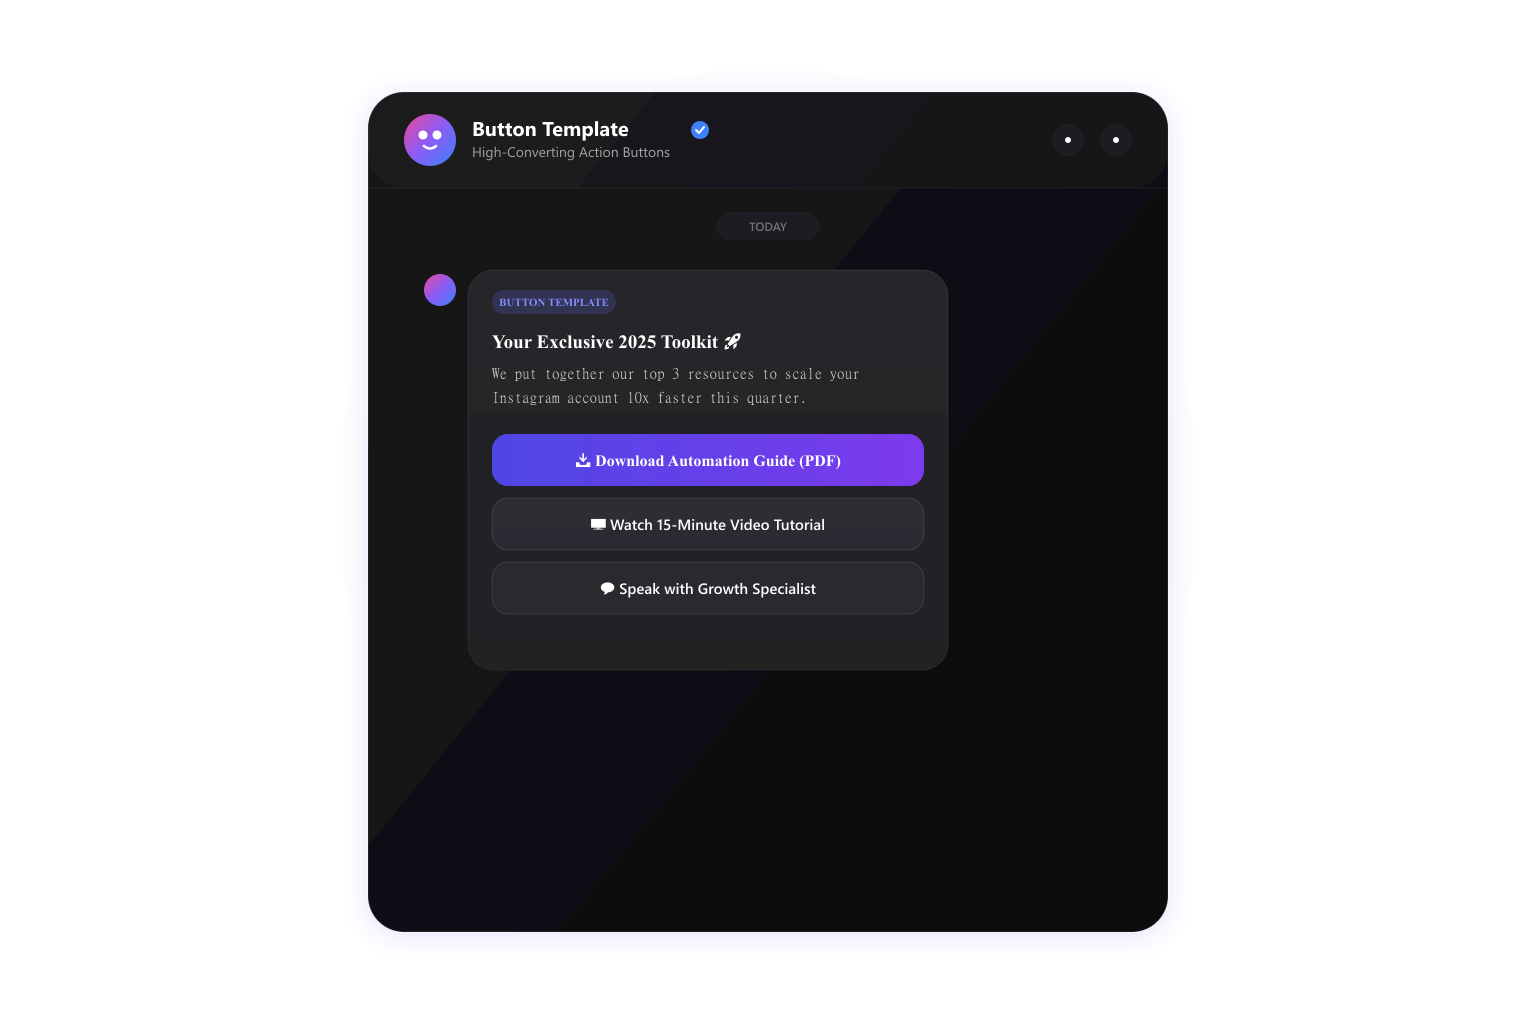 Button Template
High-Converting Action Buttons
TODAY
BUTTON TEMPLATE
Your Exclusive 2025 Toolkit 🚀
We put together our top 3 resources to scale your
Instagram account 10x faster this quarter.
📥 Download Automation Guide (PDF)
🖥 Watch 15-Minute Video Tutorial
💬 Speak with Growth Specialist